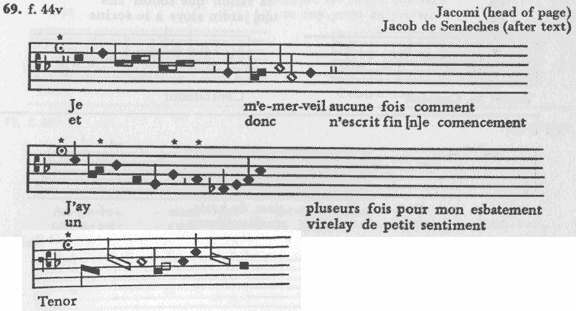 69. f. 44v
Jacomi (head of page)
Jacob de Senleches (after text)
Je m'e-mer-veil aucune fois comment
et donc n'escrit fin [n]e comencement
J'ay pluseurs fois pour mon esbatement
un virelay de petit sentiment
Tenor